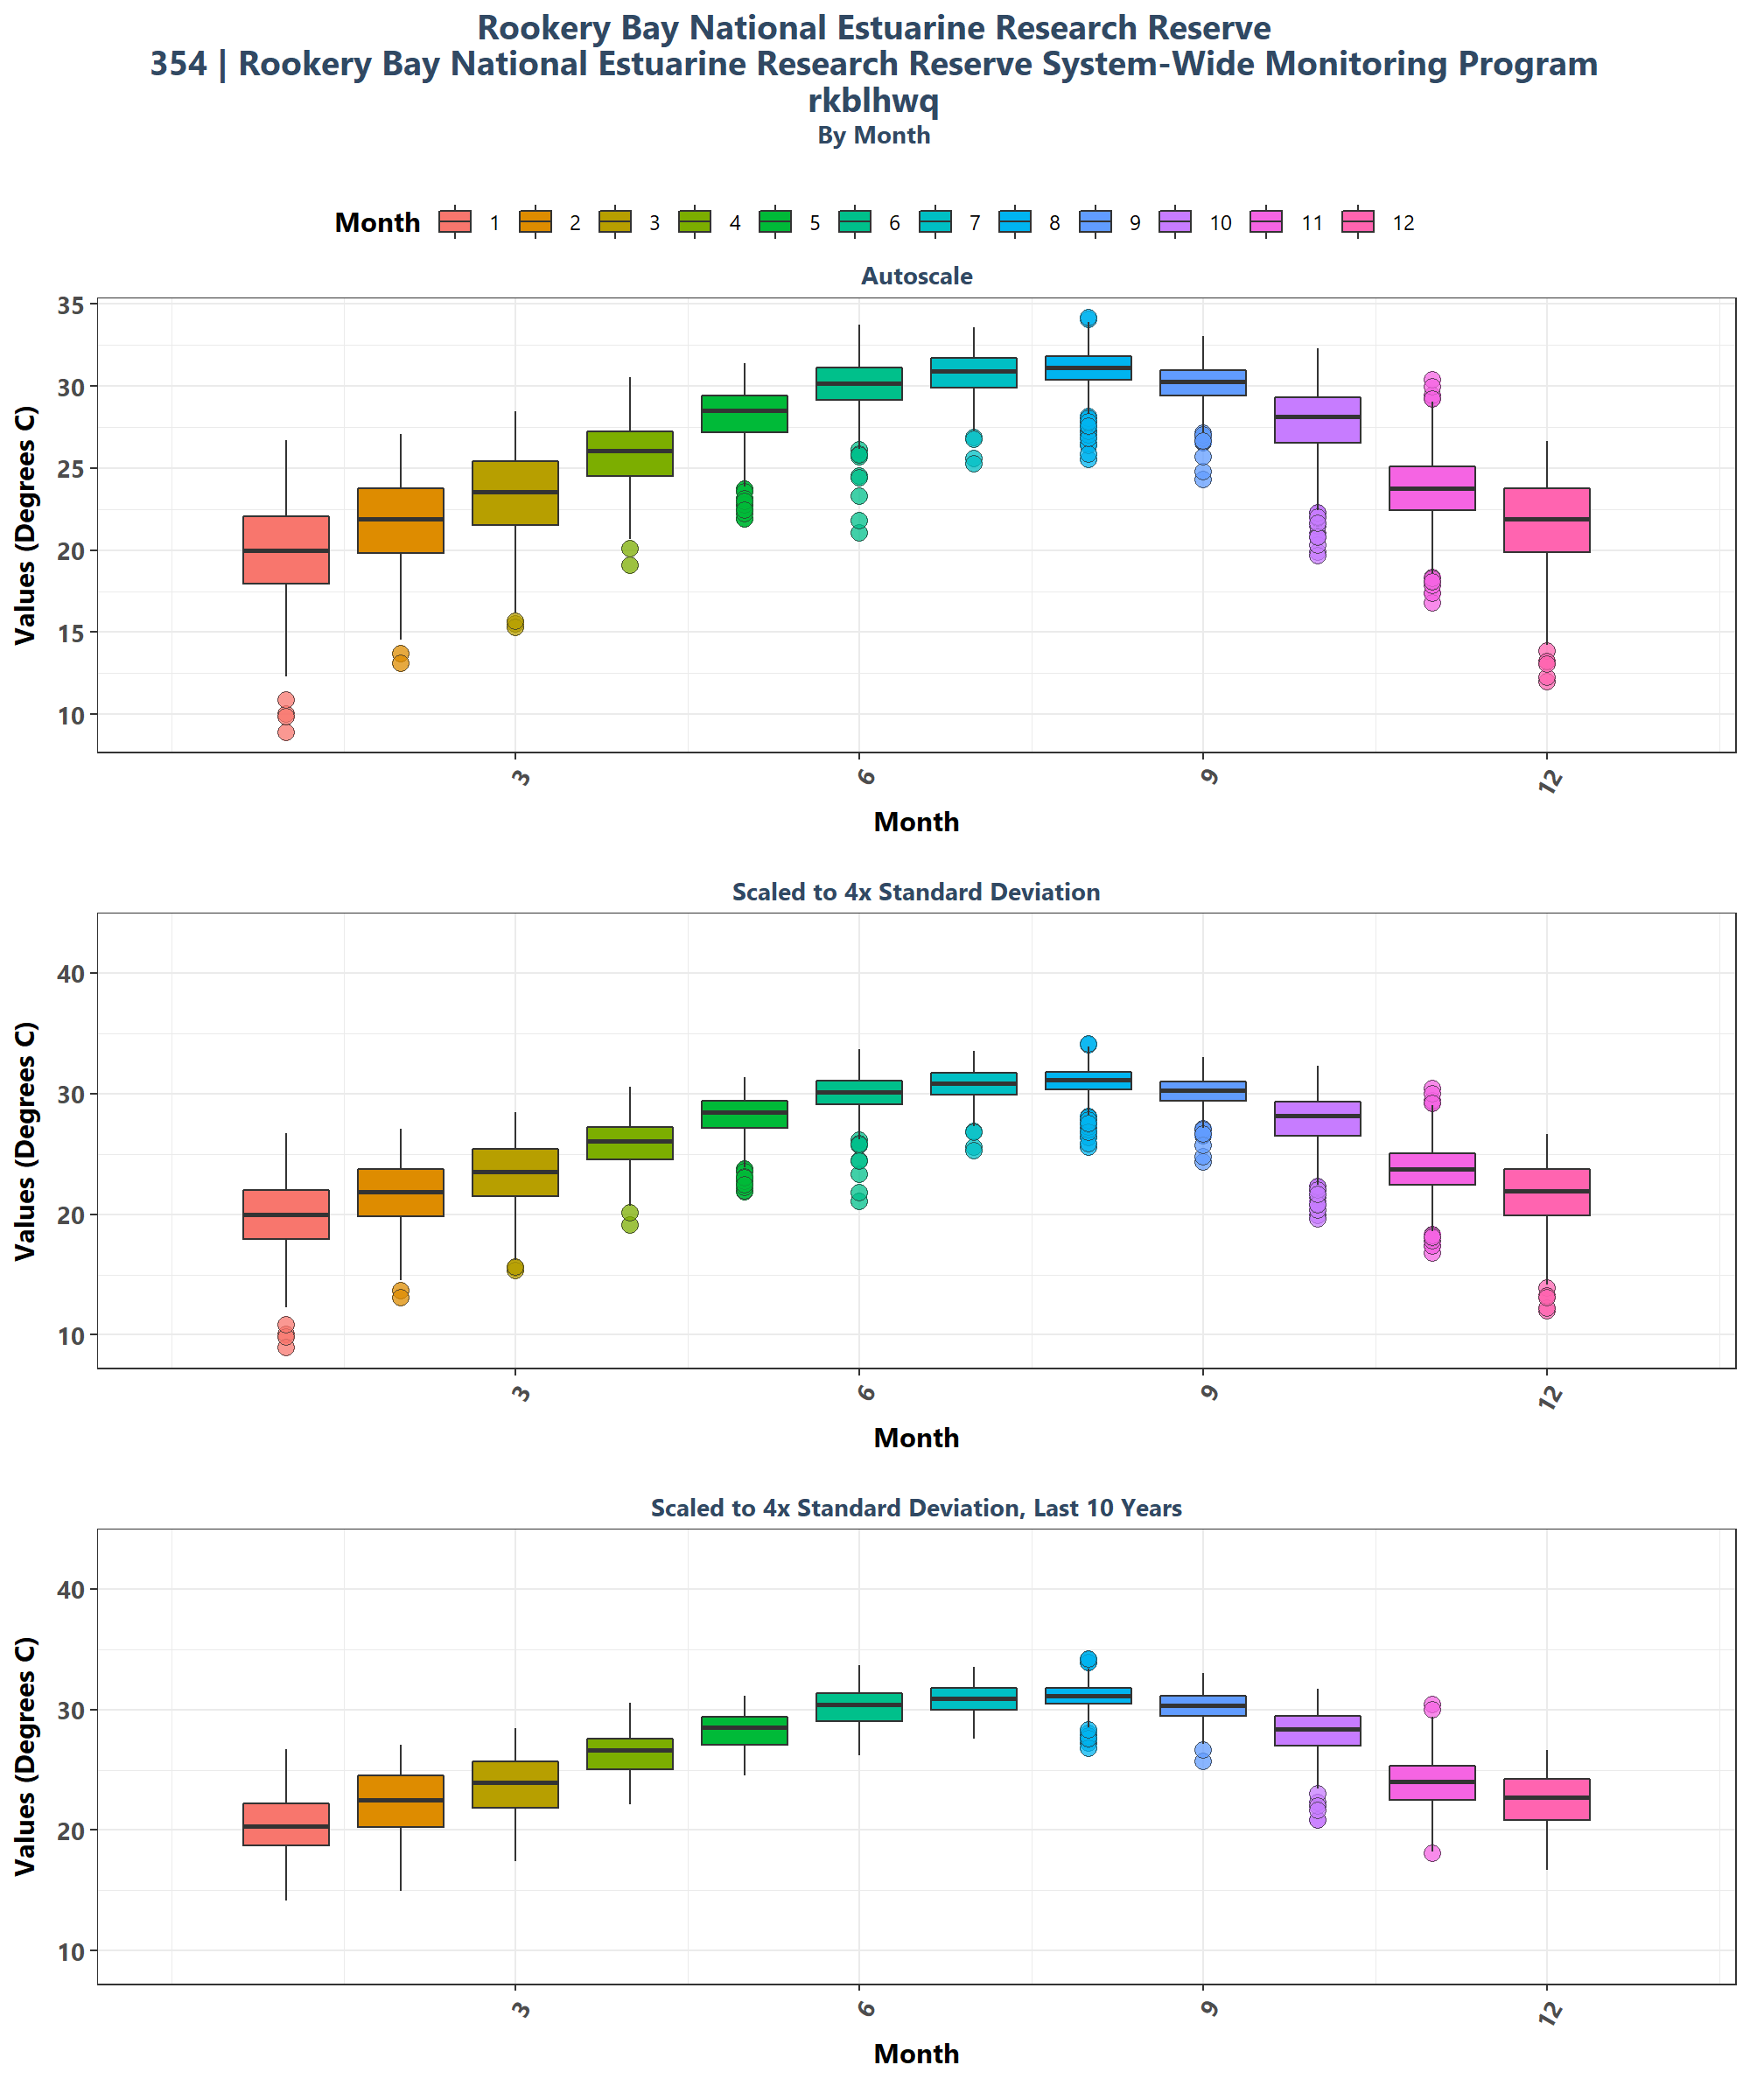 Rookery Bay National Estuarine Research Reserve
354 | Rookery Bay National Estuarine Research Reserve System-Wide Monitoring Program
rkblhwq
By Month
Month 1 2 3 4 5 6 7 8 9 10 11 12
Autoscale
Values (Degrees C)
35
30
25
20
15
10
3 6 9 12
Month
Scaled to 4x Standard Deviation
Values (Degrees C)
40
30
20
10
3 6 9 12
Month
Scaled to 4x Standard Deviation, Last 10 Years
Values (Degrees C)
40
30
20
10
3 6 9 12
Month